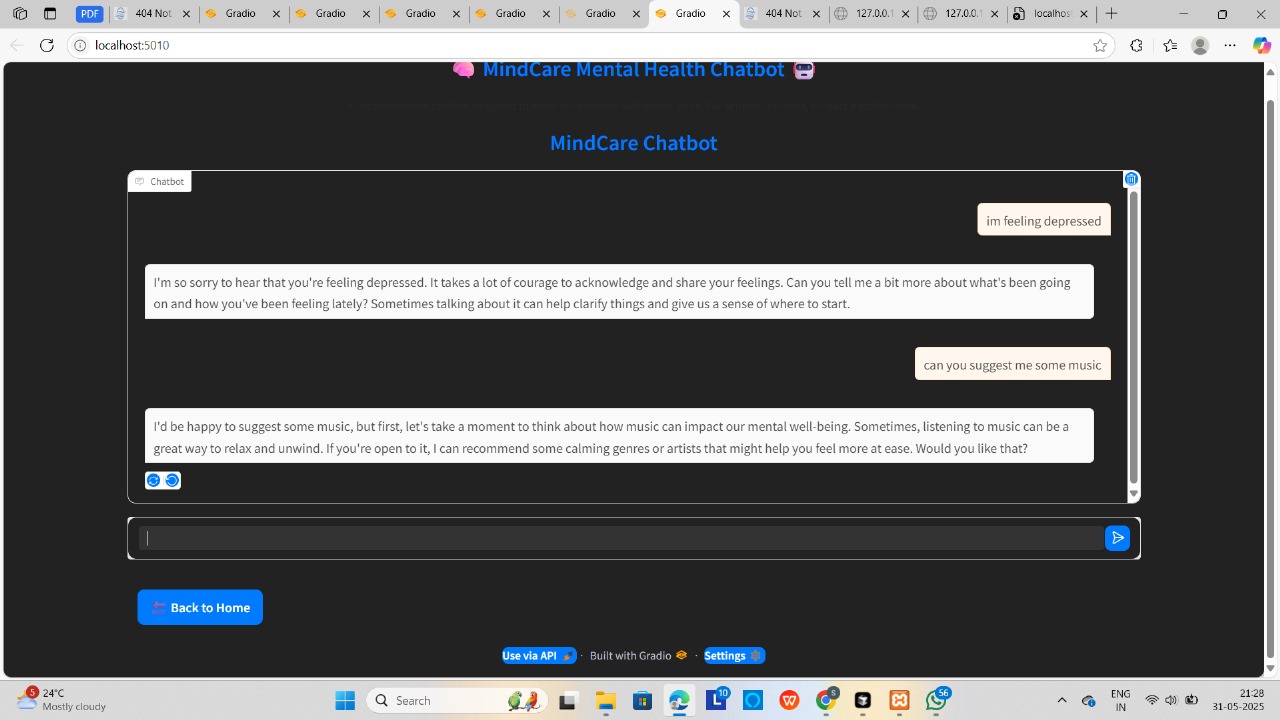 PDF
404 Not
Gradio
Gradio
Gradio
Gradio
Gradio
Gradio
404 Not
127.0.0.1
127.0.0.1
localhost
localhost:5010
MindCare Mental Health Chatbot
MindCare Chatbot
Chatbot
im feeling depressed
I'm so sorry to hear that you're feeling depressed. It takes a lot of courage to acknowledge and share your feelings. Can you tell me a bit more about what's been going
on and how you've been feeling lately? Sometimes talking about it can help clarify things and give us a sense of where to start.
can you suggest me some music
I'd be happy to suggest some music, but first, let's take a moment to think about how music can impact our mental well-being. Sometimes, listening to music can be a
great way to relax and unwind. If you're open to it, I can recommend some calming genres or artists that might help you feel more at ease. Would you like that?
Back to Home
Use via API · Built with Gradio · Settings
5
24°C
Mostly cloudy
Search
10
S
56
ENG
IN
21:28
31-05-2025